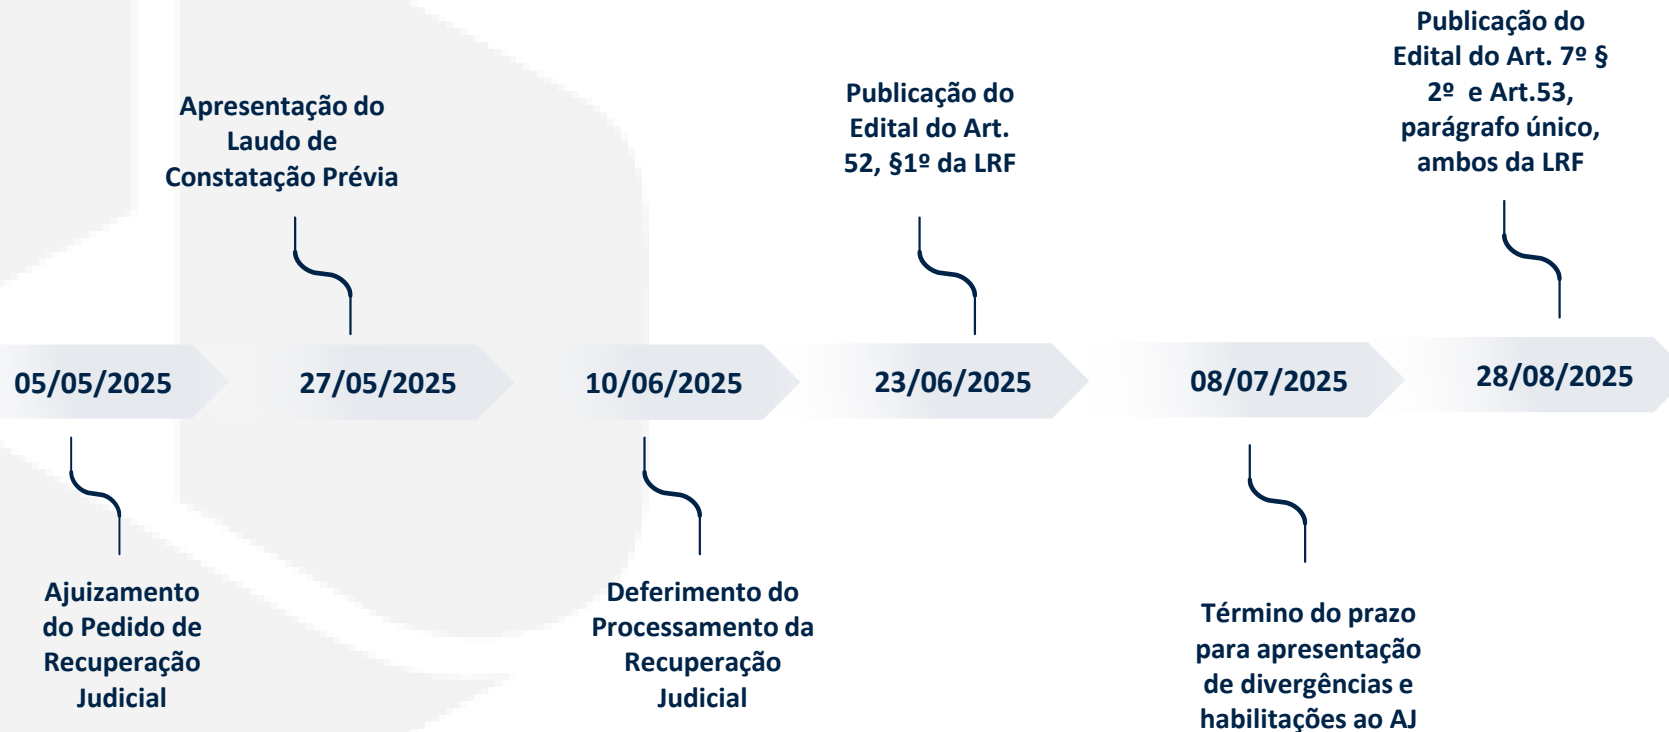 Apresentação do
Laudo de
Constatação Prévia
Publicação do
Edital do Art.
52, §1º da LRF
Publicação do
Edital do Art. 7º §
2º e Art.53,
parágrafo único,
ambos da LRF
05/05/2025
27/05/2025
10/06/2025
23/06/2025
08/07/2025
28/08/2025
Ajuizamento
do Pedido de
Recuperação
Judicial
Deferimento do
Processamento da
Recuperação
Judicial
Término do prazo
para apresentação
de divergências e
habilitações ao AJ